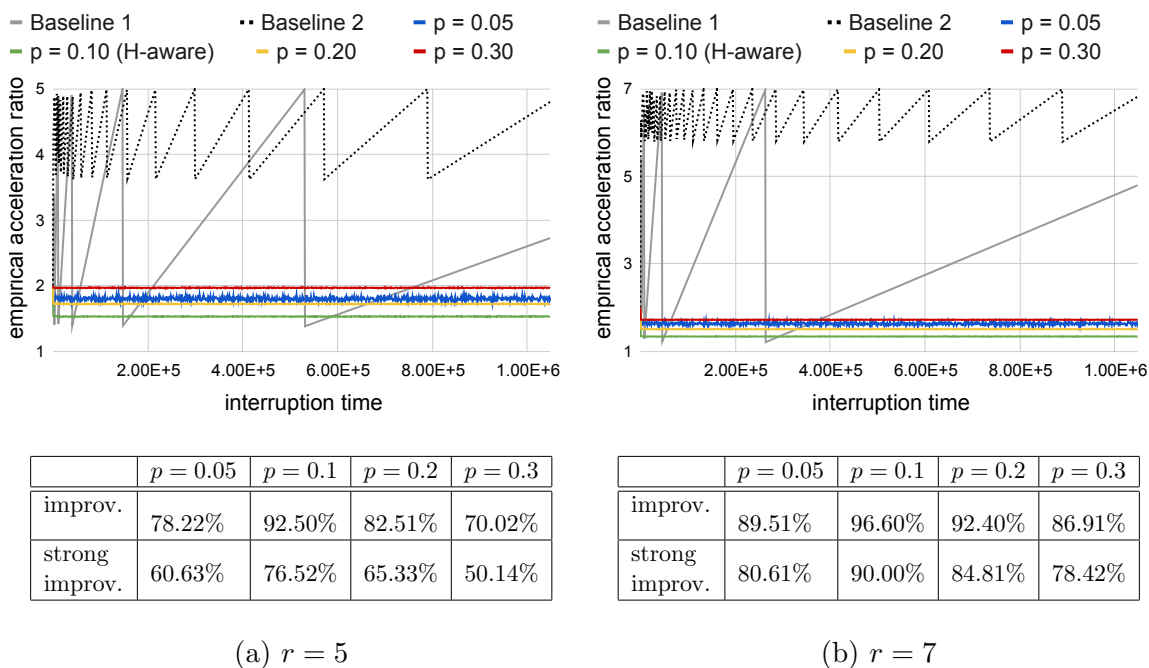 Baseline 1 Baseline 2 p = 0.05
p = 0.10 (H-aware) p = 0.20 p = 0.30
empirical acceleration ratio
5
4
3
2
1
2.00E+5 4.00E+5 6.00E+5 8.00E+5 1.00E+6
interruption time
p = 0.05 p = 0.1 p = 0.2 p = 0.3
improv.
78.22% 92.50% 82.51% 70.02%
strong
improv. 60.63% 76.52% 65.33% 50.14%
(a) r = 5
Baseline 1 Baseline 2 p = 0.05
p = 0.10 (H-aware) p = 0.20 p = 0.30
empirical acceleration ratio
7
5
3
1
2.00E+5 4.00E+5 6.00E+5 8.00E+5 1.00E+6
interruption time
p = 0.05 p = 0.1 p = 0.2 p = 0.3
improv.
89.51% 96.60% 92.40% 86.91%
strong
improv. 80.61% 90.00% 84.81% 78.42%
(b) r = 7